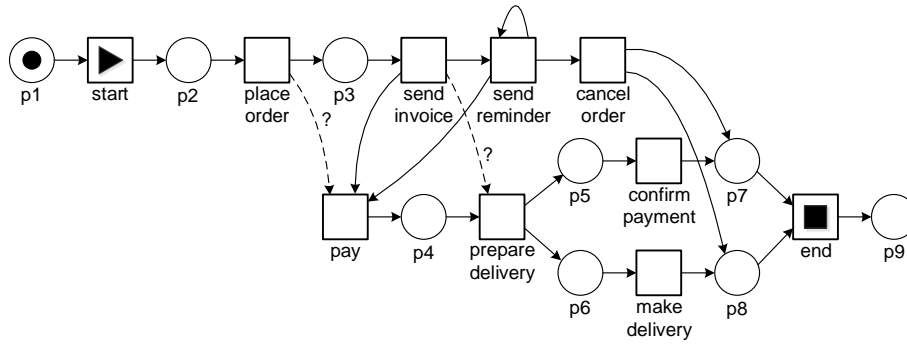 p1
start
p2
place
order
p3
send
invoice
send
reminder
cancel
order
?
?
p5
confirm
payment
p7
pay
p4
prepare
delivery
end
p9
p6
make
delivery
p8